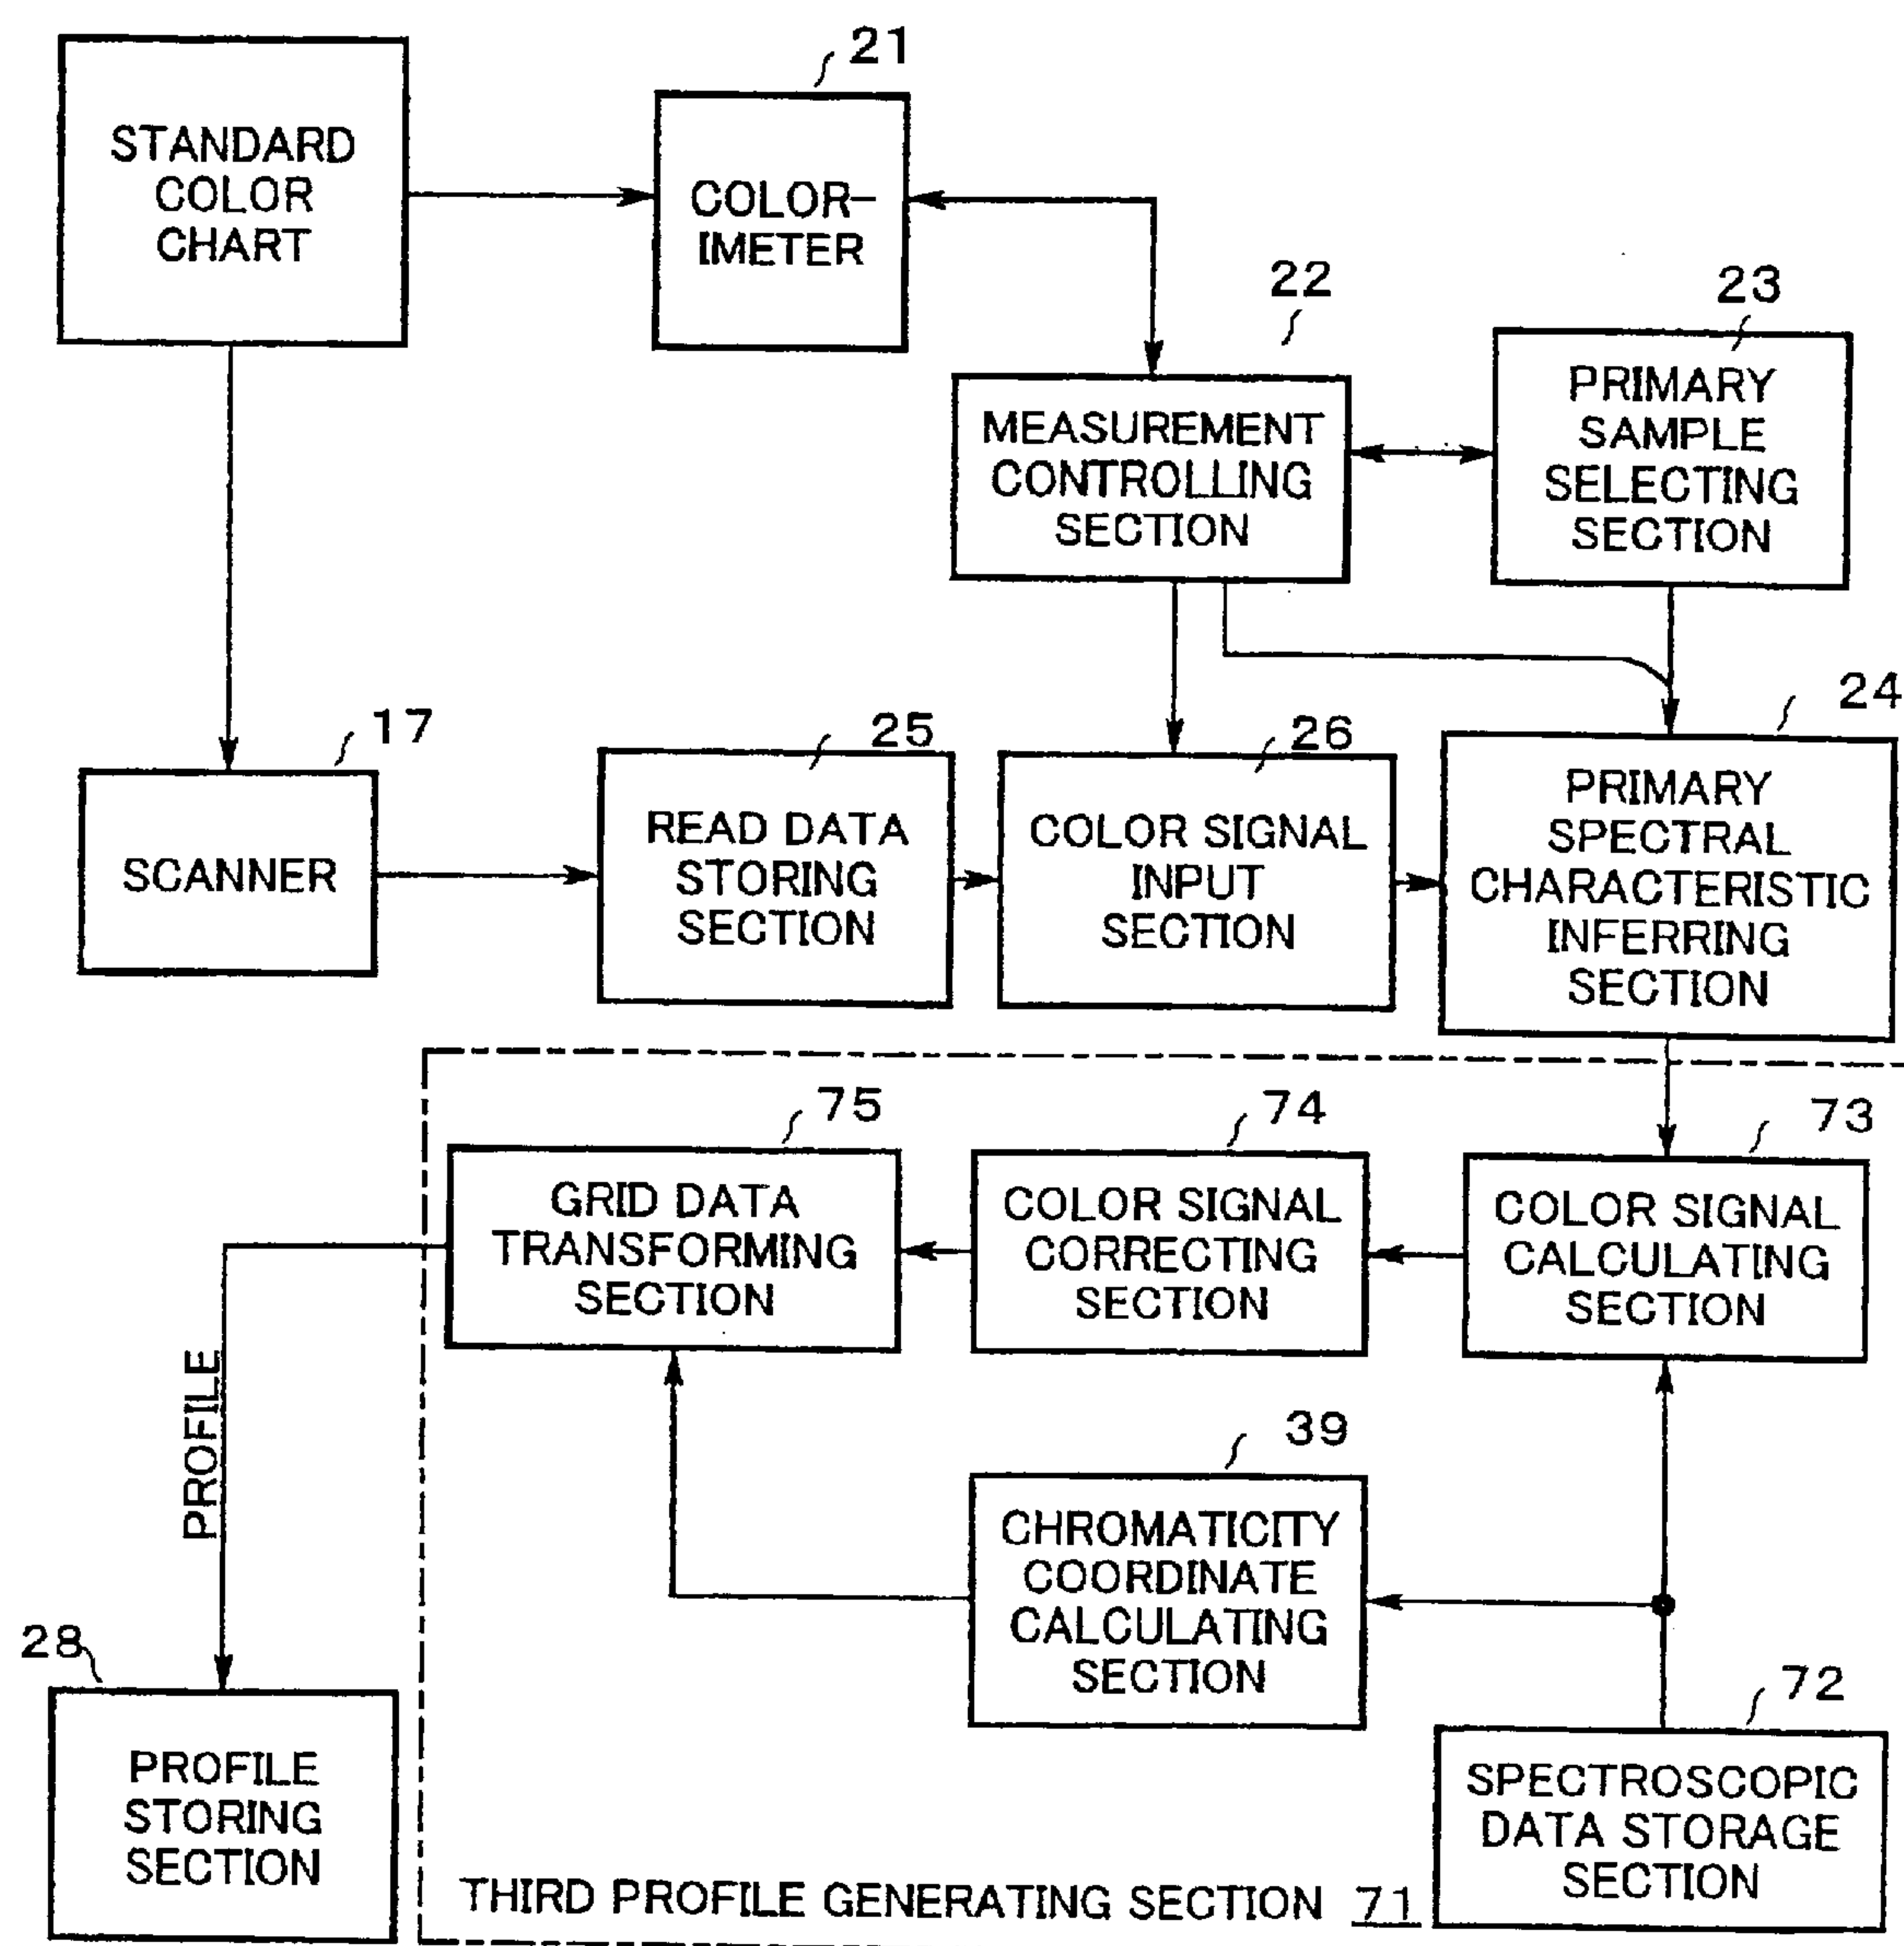 STANDARD
COLOR
CHART
21
COLOR-
IMETER
22
MEASUREMENT
CONTROLLING
SECTION
23
PRIMARY
SAMPLE
SELECTING
SECTION
17
SCANNER
25
READ DATA
STORING
SECTION
26
COLOR SIGNAL
INPUT
SECTION
24
PRIMARY
SPECTRAL
CHARACTERISTIC
INFERRING
SECTION
75
GRID DATA
TRANSFORMING
SECTION
74
COLOR SIGNAL
CORRECTING
SECTION
73
COLOR SIGNAL
CALCULATING
SECTION
PROFILE
39
CHROMATICITY
COORDINATE
CALCULATING
SECTION
28
PROFILE
STORING
SECTION
72
SPECTROSCOPIC
DATA STORAGE
SECTION
THIRD PROFILE GENERATING SECTION 71